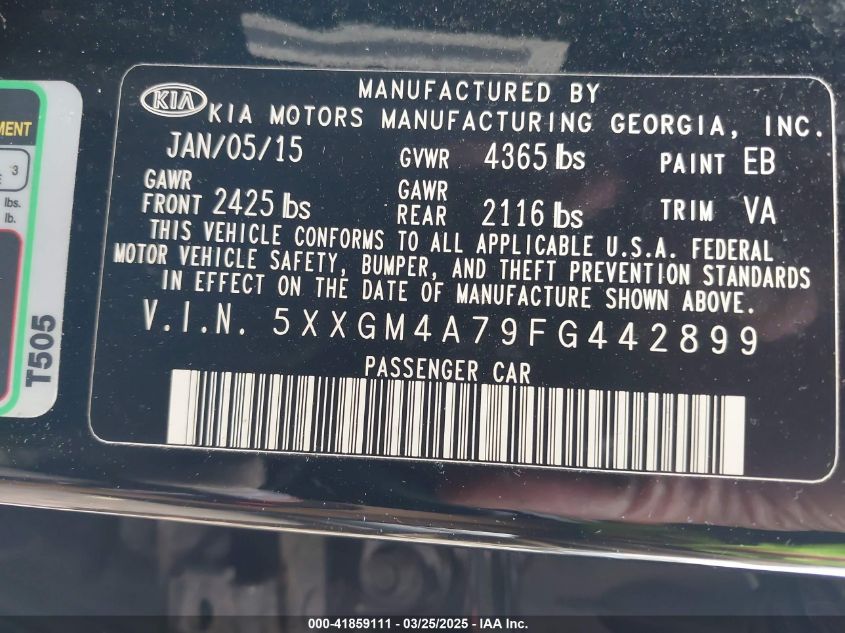 MANUFACTURED BY
KIA KIA MOTORS MANUFACTURING GEORGIA, INC.
JAN/05/15 GVWR 4365 lbs PAINT EB
GAWR FRONT 2425 lbs GAWR REAR 2116 lbs TRIM VA
THIS VEHICLE CONFORMS TO ALL APPLICABLE U.S.A. FEDERAL
MOTOR VEHICLE SAFETY, BUMPER, AND THEFT PREVENTION STANDARDS
IN EFFECT ON THE DATE OF MANUFACTURE SHOWN ABOVE.
V.I.N. 5XXGM4A79FG442899
PASSENGER CAR
3
lbs.
lb.
T505
000-41859111 — 03/25/2025 — IAA Inc.